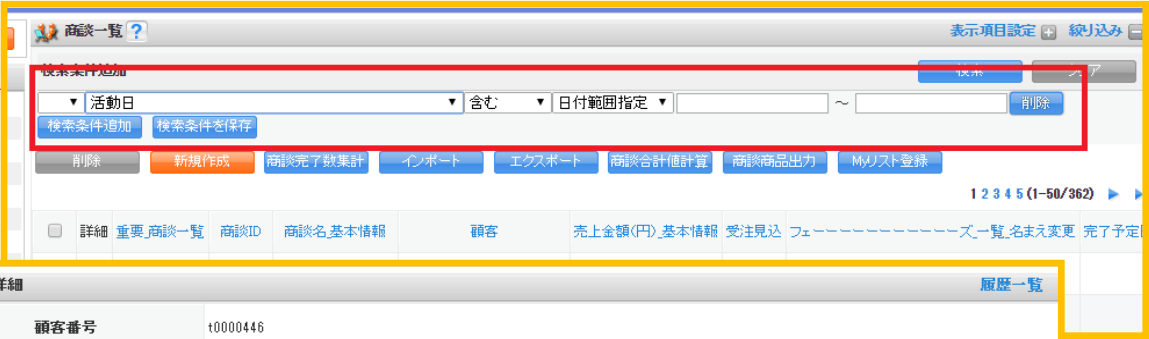 商談一覧 ? 表示項目設定 + 絞り込み −
検索条件追加 検索 クリア
活動日 含む 日付範囲指定 ～ 削除
検索条件追加 検索条件を保存
削除 新規作成 商談完了数集計 インポート エクスポート 商談合計値計算 商談商品出力 Myリスト登録
1 2 3 4 5 (1-50/362)
詳細 重要_商談一覧 商談ID 商談名_基本情報 顧客 売上金額(円)_基本情報 受注見込 フェーーーーーーーーーーーーズ_一覧_名まえ変更 完了予定
詳細 履歴一覧
顧客番号 t0000446